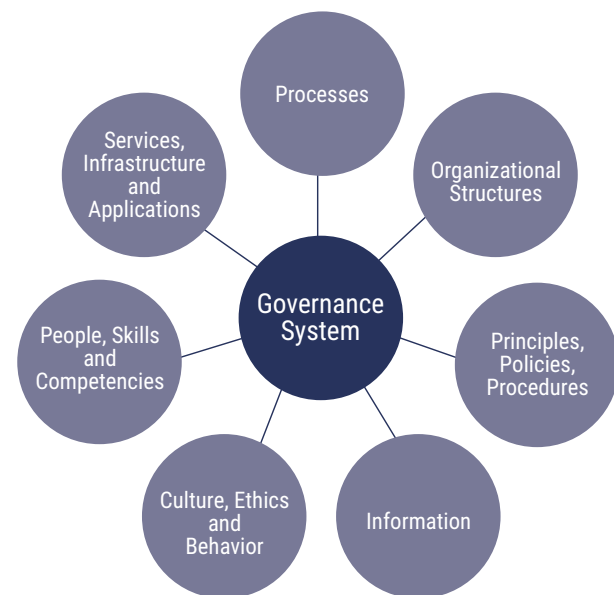 Processes
Services,
Infrastructure
and
Applications
Organizational
Structures
Governance
System
People, Skills
and
Competencies
Principles,
Policies,
Procedures
Culture, Ethics
and
Behavior
Information